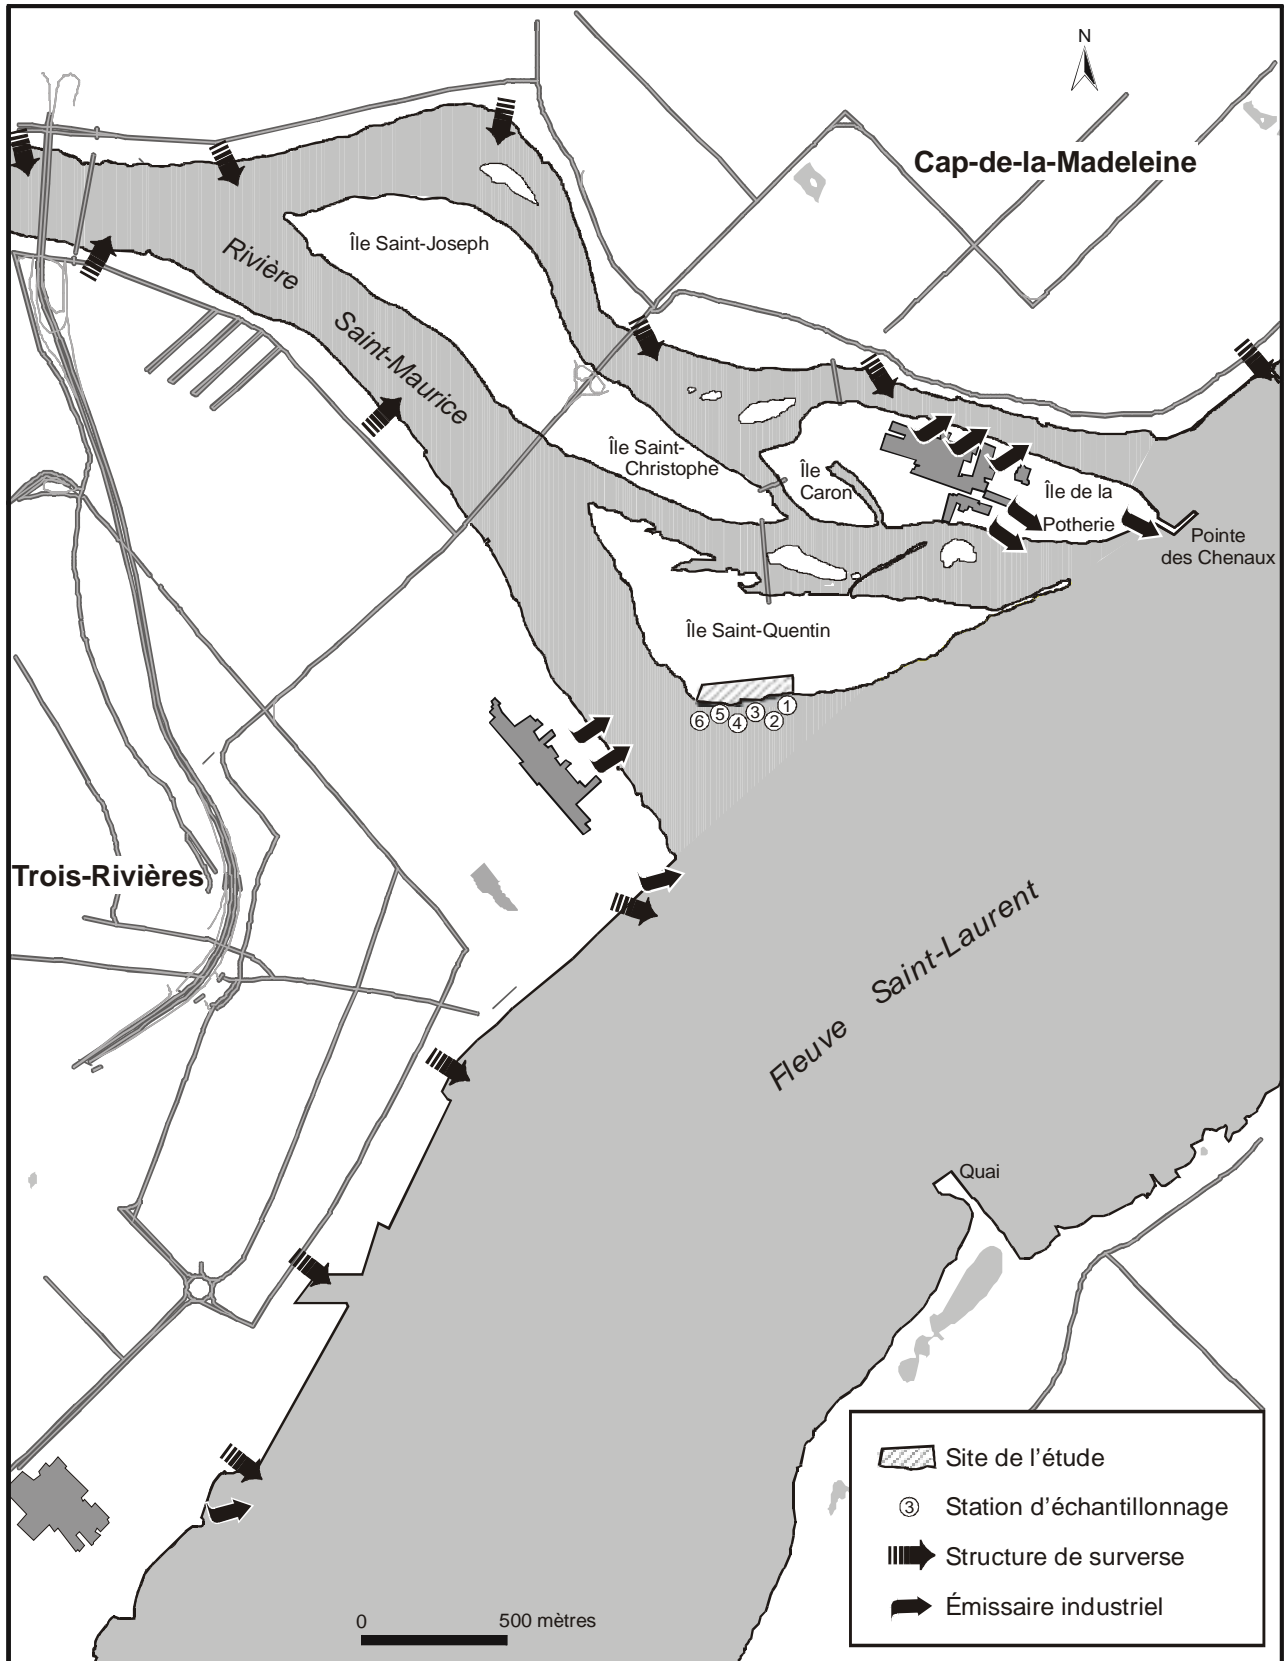 N
Cap-de-la-Madeleine
Île Saint-Joseph
Rivière
Saint-Maurice
Île Saint-
Christophe
Île
Caron
Île de la
Potherie
Pointe
des Chenaux
Île Saint-Quentin
6
5
4
3
2
1
Trois-Rivières
Fleuve Saint-Laurent
Quai
Site de l'étude
3 Station d'échantillonnage
Structure de surverse
Émissaire industriel
0 500 mètres